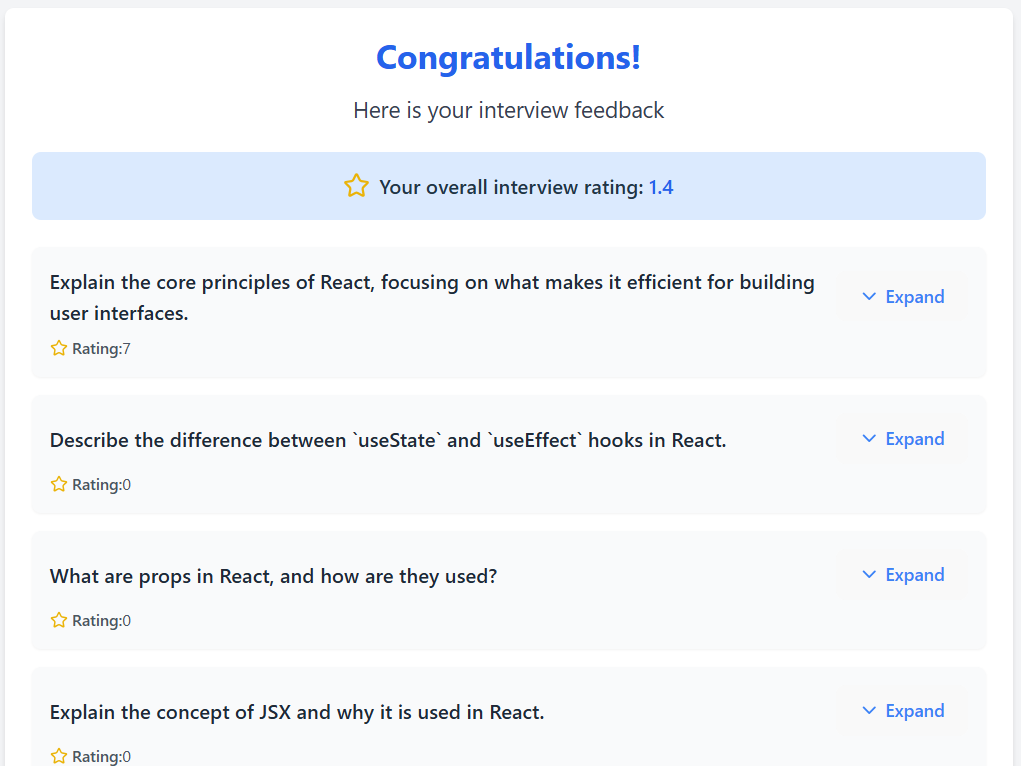 Congratulations!
Here is your interview feedback
Your overall interview rating: 1.4
Explain the core principles of React, focusing on what makes it efficient for building
user interfaces.
Expand
Rating:7
Describe the difference between `useState` and `useEffect` hooks in React.
Expand
Rating:0
What are props in React, and how are they used?
Expand
Rating:0
Explain the concept of JSX and why it is used in React.
Expand
Rating:0